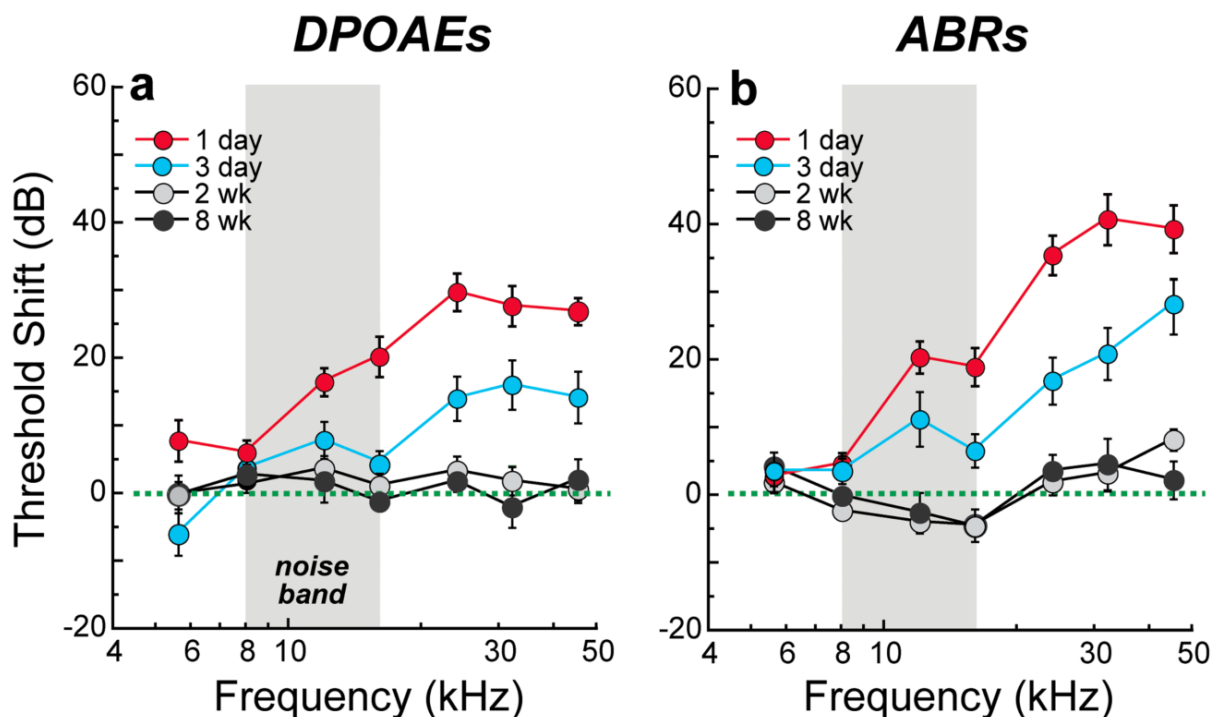 DPOAEs
ABRs
a
1 day
3 day
2 wk
8 wk
noise
band
Threshold Shift (dB)
60
40
20
0
-20
4 6 8 10 30 50
Frequency (kHz)
b
1 day
3 day
2 wk
8 wk
60
40
20
0
-20
4 6 8 10 30 50
Frequency (kHz)